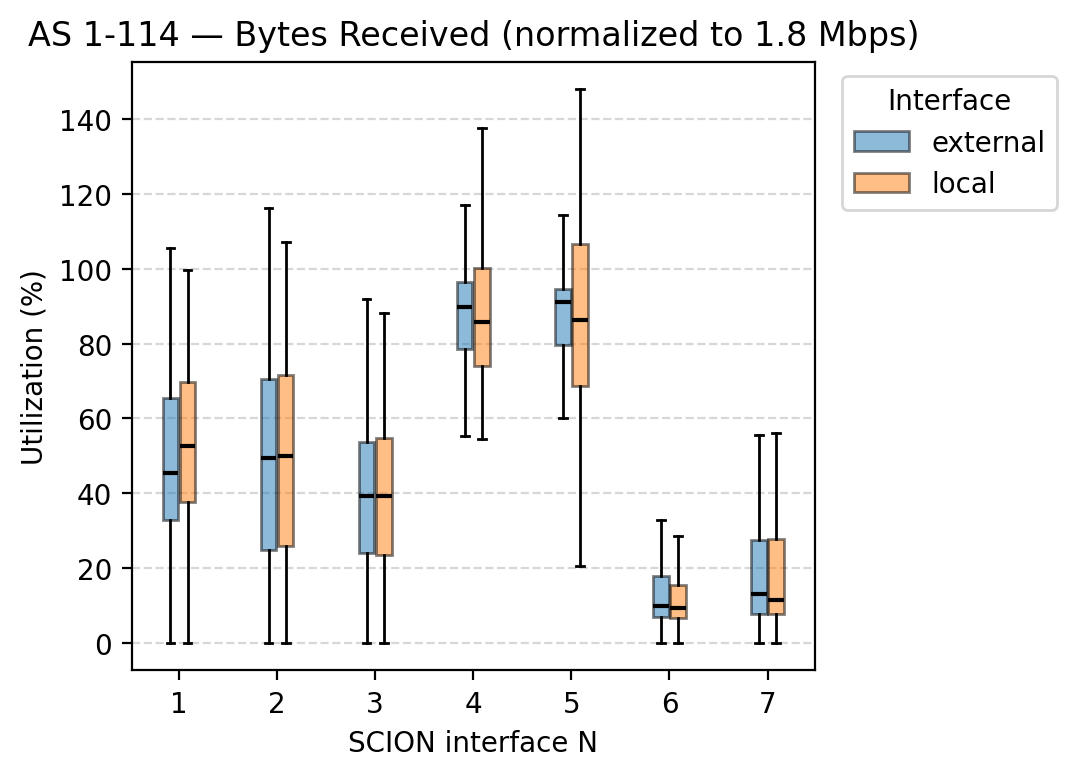 AS 1-114 — Bytes Received (normalized to 1.8 Mbps)
Interface
external
local
Utilization (%)
140
120
100
80
60
40
20
0
1 2 3 4 5 6 7
SCION interface N